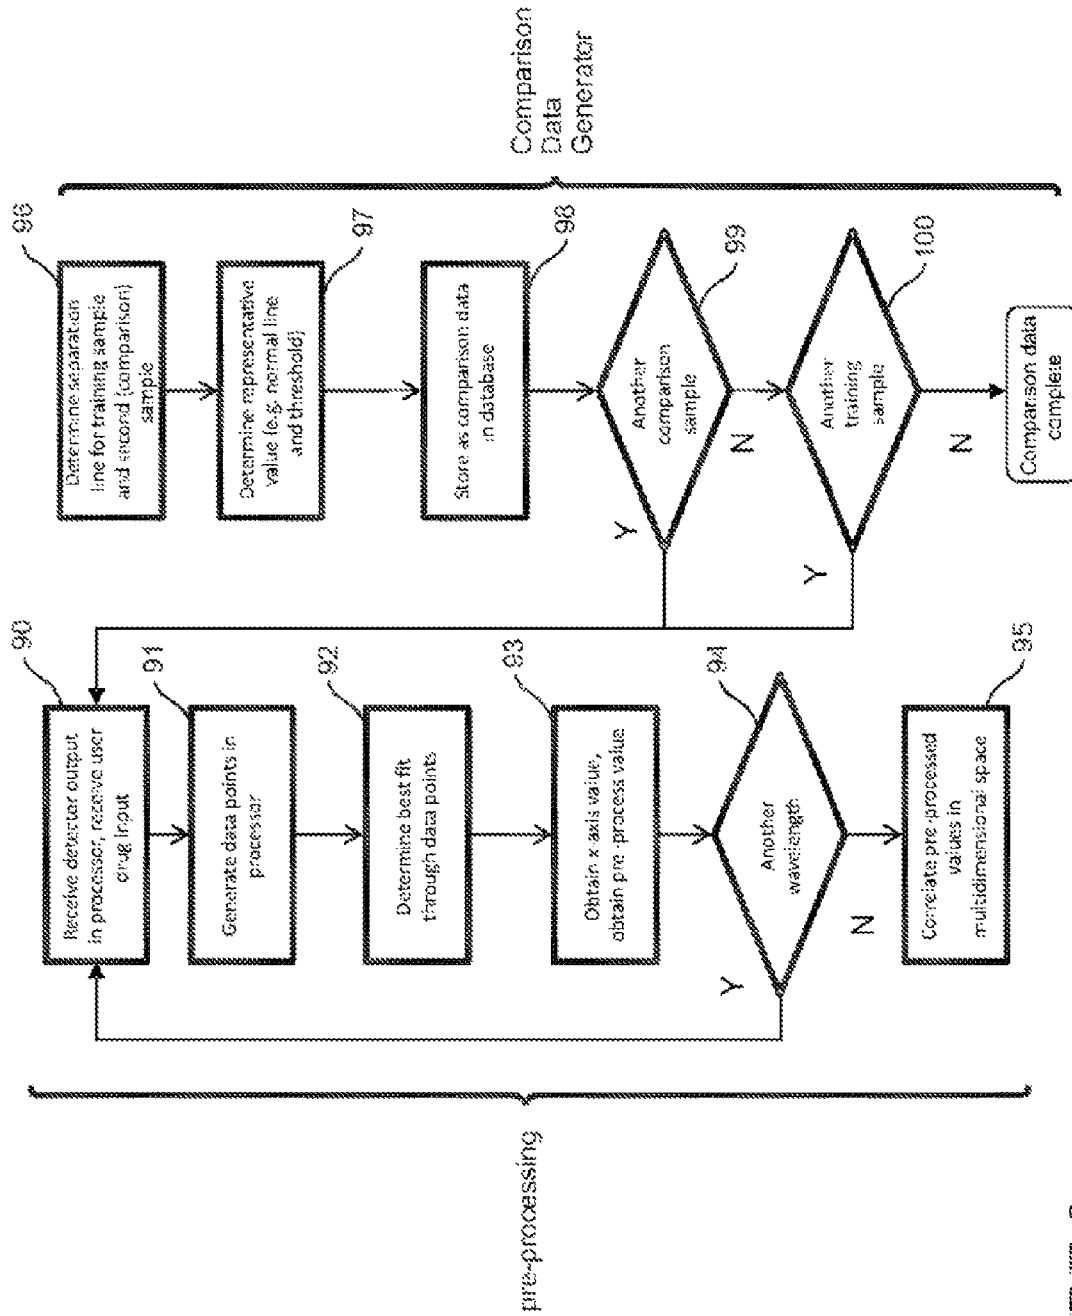 pre-processing
90
Receive detector output
in processor, receive user
drug input
91
Generate data points in
processor
92
Determine best fit
through data points
93
Obtain x axis value,
obtain pre-process value
94
Another
wavelength
Y
N
95
Correlate pre-processed
values in
multidimensional space
96
Determine separation
line for training sample
and second (comparison)
sample
97
Determine representative
value (e.g. normal line
and threshold)
98
Store as comparison data
in database
99
Another
comparison
sample
Y
N
100
Another
training
sample
Y
N
Comparison data
complete
Comparison
Data
Generator